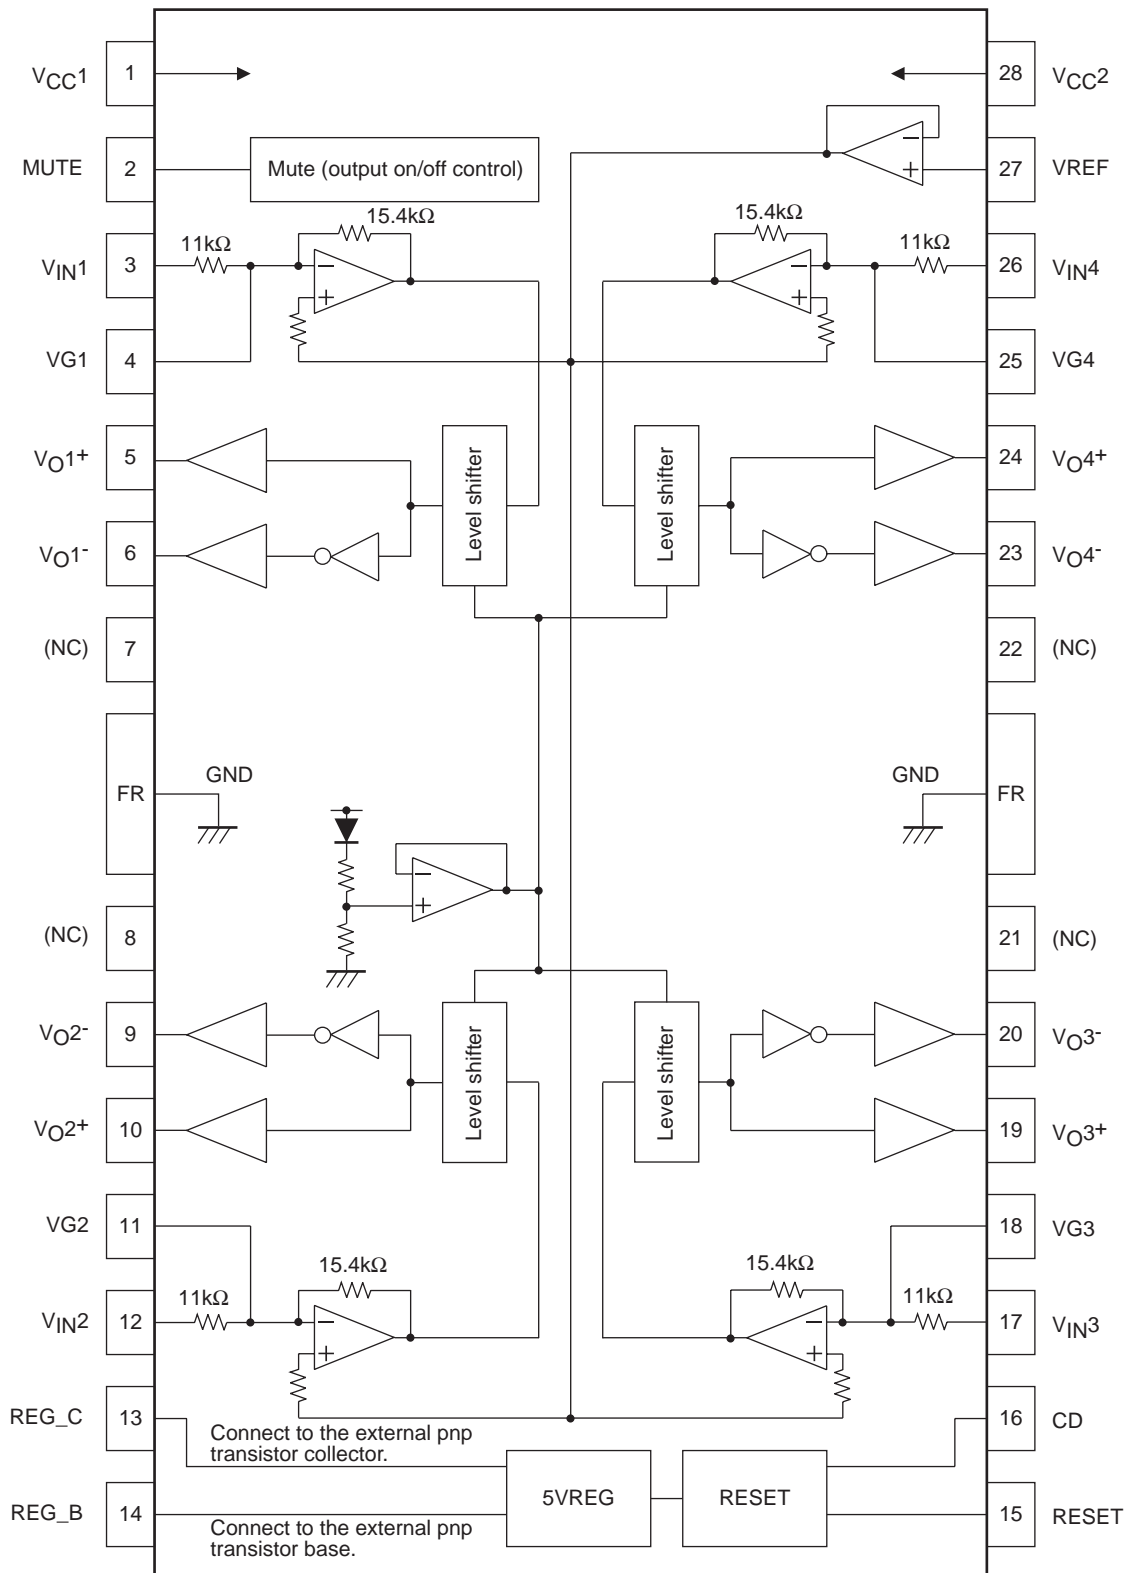 VCC1 1 28 VCC2
MUTE 2 Mute (output on/off control) − + 27 VREF
15.4kΩ 15.4kΩ
VIN1 3 11kΩ − + − + 11kΩ 26 VIN4
VG1 4 25 VG4
VO1+ 5 24 VO4+
Level shifter Level shifter
VO1- 6 23 VO4-
(NC) 7 22 (NC)
FR GND GND FR
− +
(NC) 8 21 (NC)
VO2- 9 20 VO3-
Level shifter Level shifter
VO2+ 10 19 VO3+
VG2 11 18 VG3
15.4kΩ 15.4kΩ
VIN2 12 11kΩ − + − + 11kΩ 17 VIN3
REG_C 13 16 CD
Connect to the external pnp
transistor collector.
REG_B 14 5VREG RESET 15 RESET
Connect to the external pnp
transistor base.